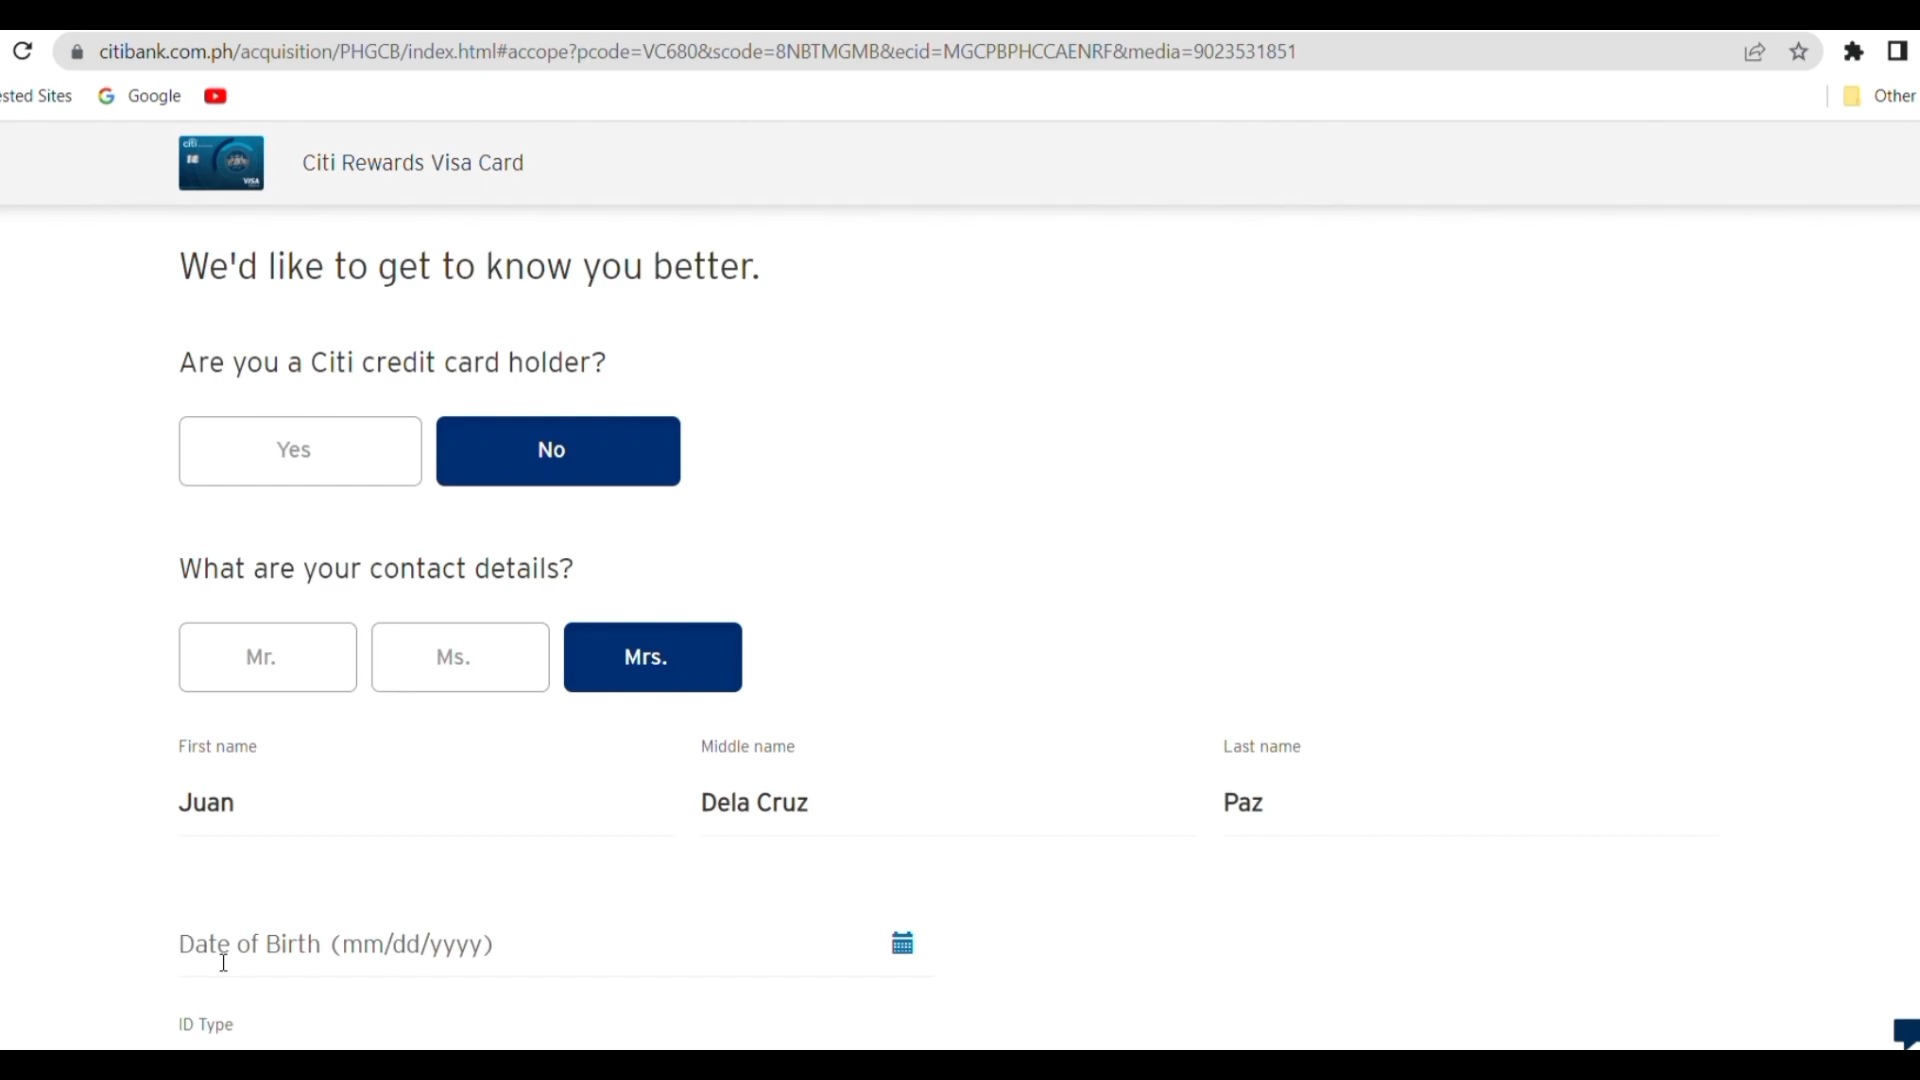 citibank.com.ph/acquisition/PHGCB/index.html#accope?pcode=VC680&scode=8NBTMGMB&ecid=MGCPBPHCCAENRF&media=9023531851
ested Sites Google Other
citi VISA Citi Rewards Visa Card
We'd like to get to know you better.
Are you a Citi credit card holder?
Yes No
What are your contact details?
Mr. Ms. Mrs.
First name Middle name Last name
Juan Dela Cruz Paz
Date of Birth (mm/dd/yyyy)
ID Type